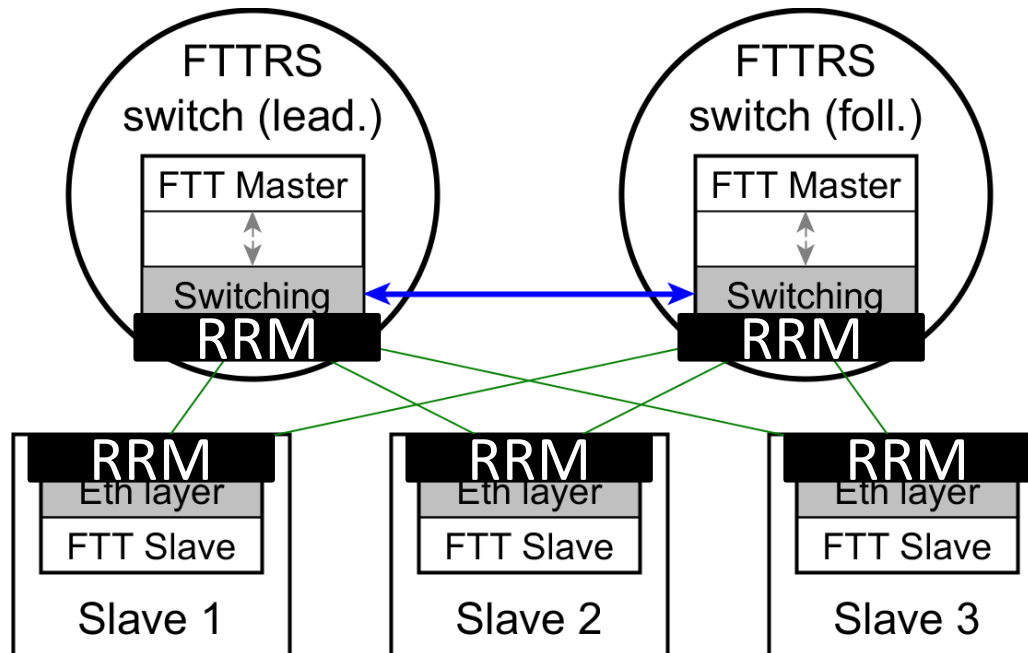 FTTRS
switch (lead.)
FTT Master
Switching
RRM
FTTRS
switch (foll.)
FTT Master
Switching
RRM
RRM
Eth layer
FTT Slave
Slave 1
RRM
Eth layer
FTT Slave
Slave 2
RRM
Eth layer
FTT Slave
Slave 3